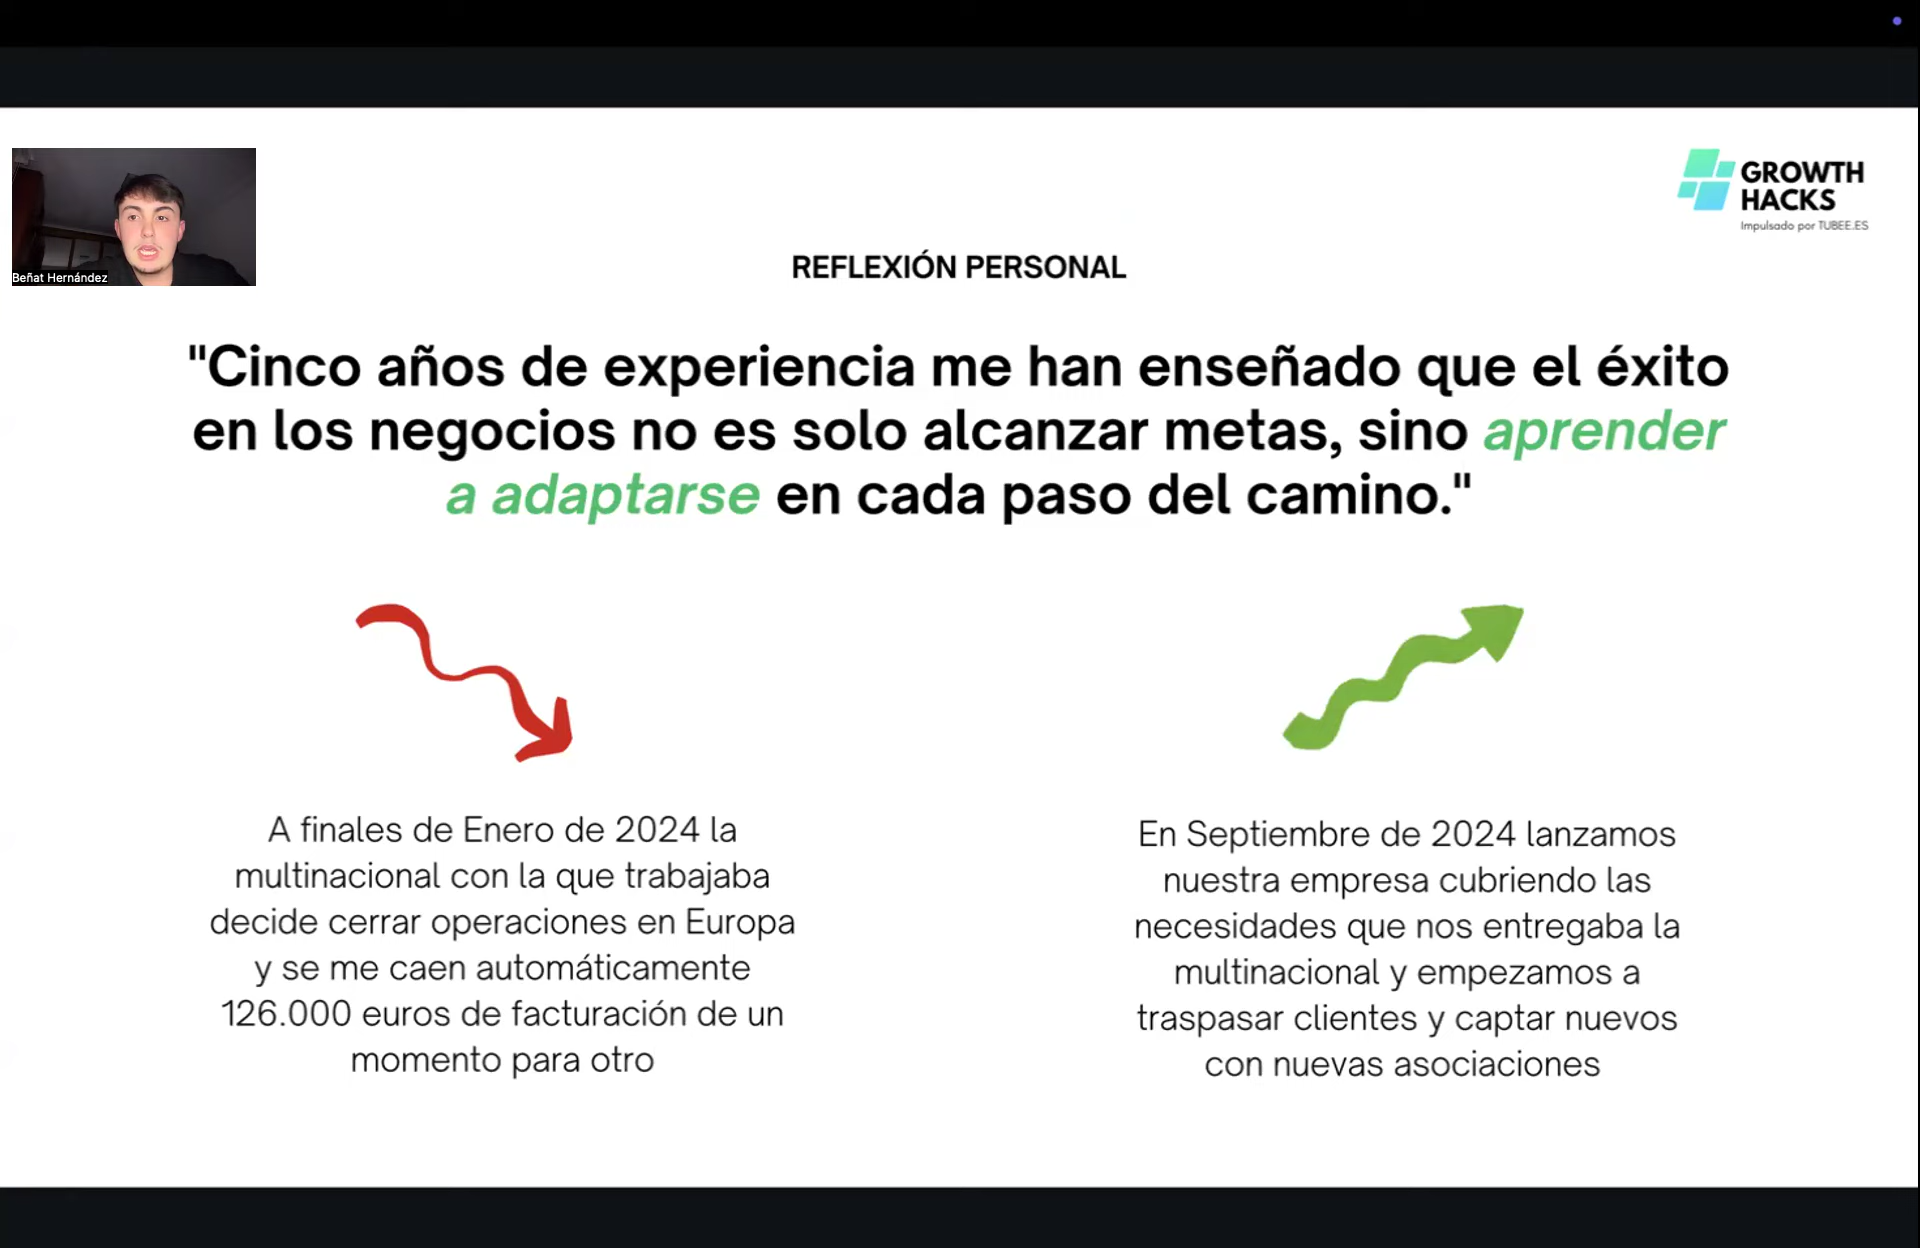 GROWTH
HACKS
Impulsado por TUBEE.ES
Beñat Hernández
REFLEXIÓN PERSONAL
"Cinco años de experiencia me han enseñado que el éxito
en los negocios no es solo alcanzar metas, sino aprender
a adaptarse en cada paso del camino."
A finales de Enero de 2024 la
multinacional con la que trabajaba
decide cerrar operaciones en Europa
y se me caen automáticamente
126.000 euros de facturación de un
momento para otro
En Septiembre de 2024 lanzamos
nuestra empresa cubriendo las
necesidades que nos entregaba la
multinacional y empezamos a
traspasar clientes y captar nuevos
con nuevas asociaciones